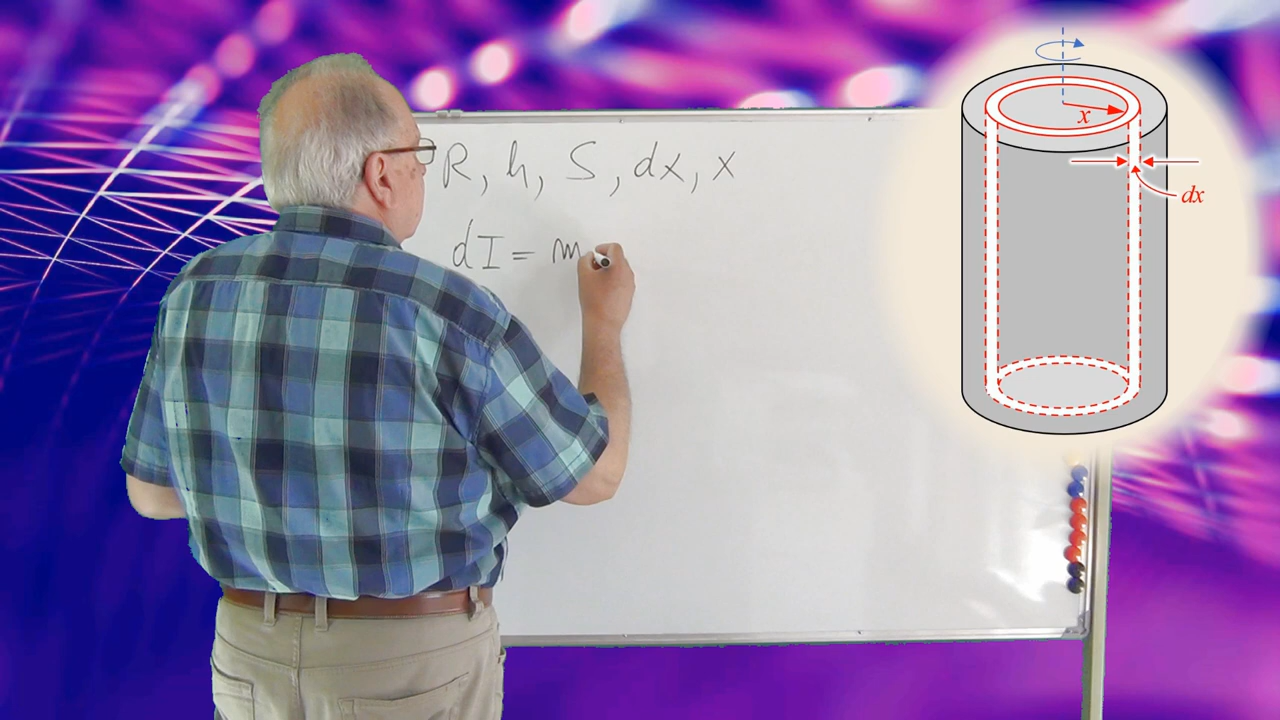 R, h, S, dx, x
dI = m
x
dx